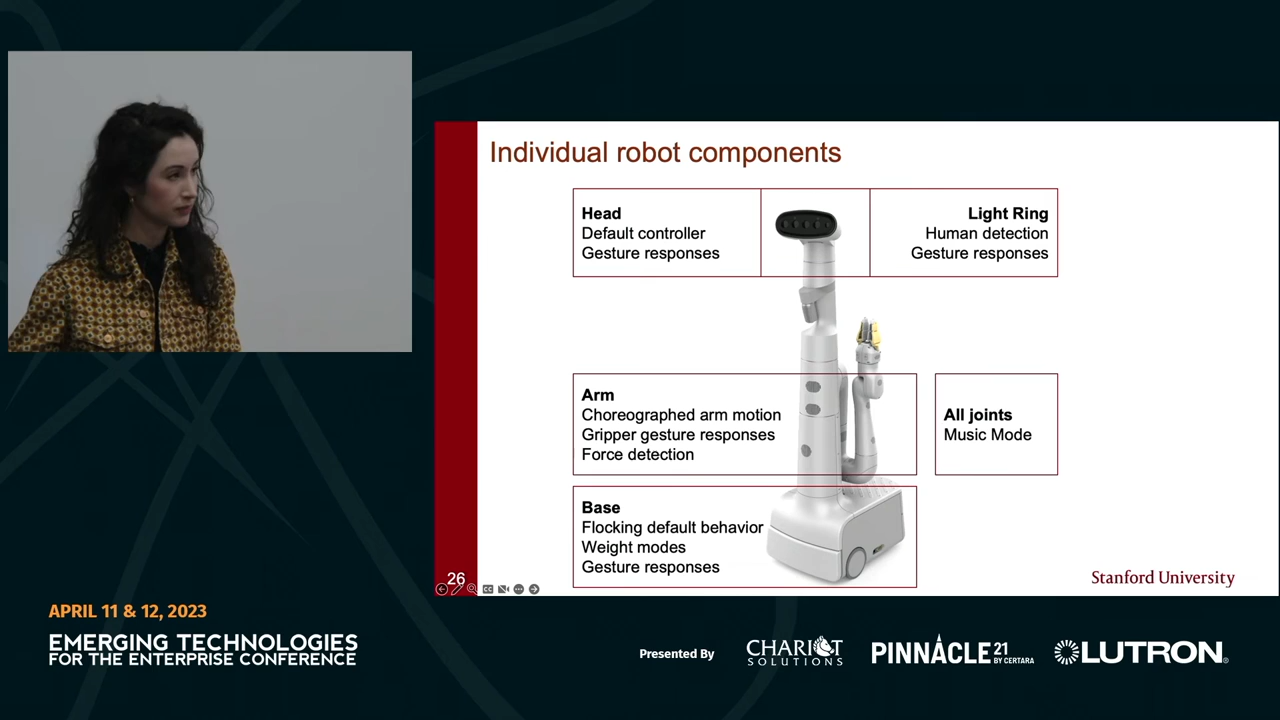 Individual robot components
Head
Default controller
Gesture responses
Light Ring
Human detection
Gesture responses
Arm
Choreographed arm motion
Gripper gesture responses
Force detection
All joints
Music Mode
Base
Flocking default behavior
Weight modes
Gesture responses
26
Stanford University
APRIL 11 & 12, 2023
EMERGING TECHNOLOGIES
FOR THE ENTERPRISE CONFERENCE
Presented By
CHARIOT
SOLUTIONS
PINNACLE 21
BY CERTARA
LUTRON